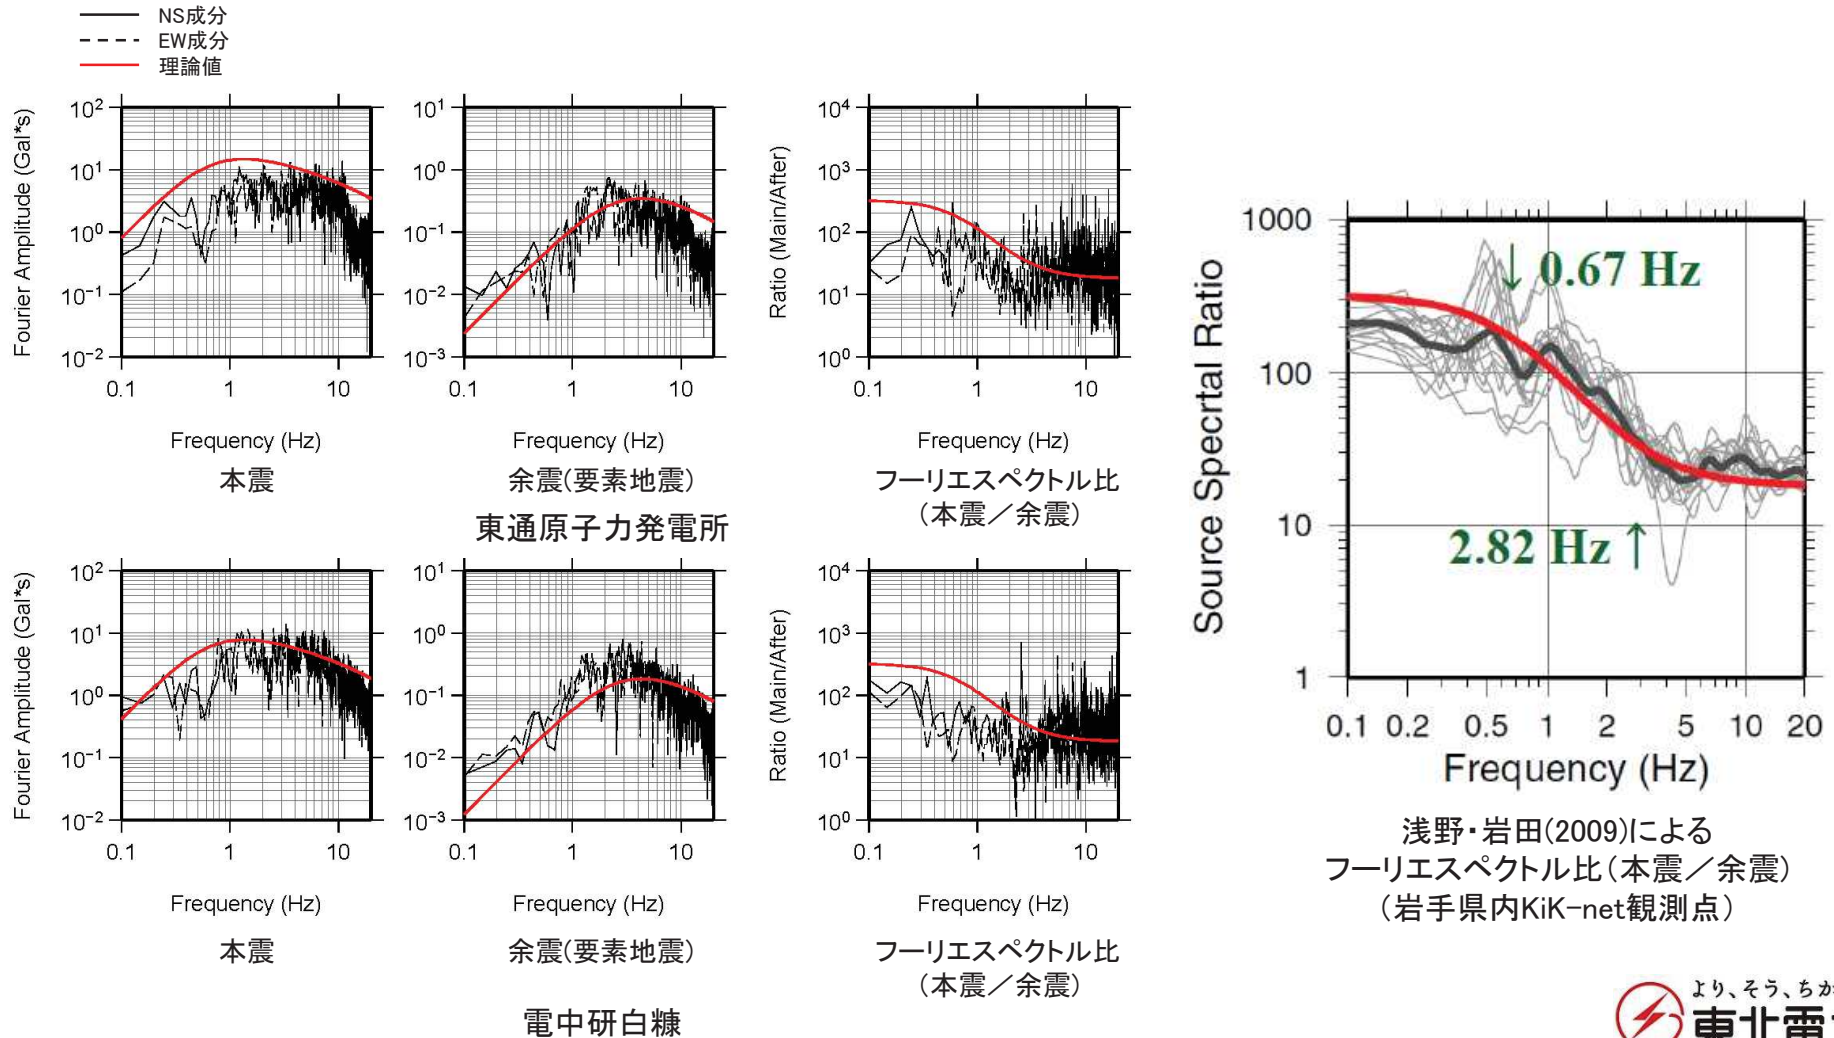 NS成分
EW成分
理論値
Fourier Amplitude (Gal*s)
10² 10¹ 10⁰ 10⁻¹ 10⁻²
0.1 1 10
Frequency (Hz)
本震
10¹ 10⁰ 10⁻¹ 10⁻² 10⁻³
0.1 1 10
Frequency (Hz)
余震(要素地震)
Ratio (Main/After)
10⁴ 10³ 10² 10¹ 10⁰
0.1 1 10
Frequency (Hz)
フーリエスペクトル比
(本震／余震)
東通原子力発電所
Fourier Amplitude (Gal*s)
10² 10¹ 10⁰ 10⁻¹ 10⁻²
0.1 1 10
Frequency (Hz)
本震
10¹ 10⁰ 10⁻¹ 10⁻² 10⁻³
0.1 1 10
Frequency (Hz)
余震(要素地震)
Ratio (Main/After)
10⁴ 10³ 10² 10¹ 10⁰
0.1 1 10
Frequency (Hz)
フーリエスペクトル比
(本震／余震)
電中研白糠
Source Specrtal Ratio
1000 100 10 1
↓ 0.67 Hz
2.82 Hz ↑
0.1 0.2 0.5 1 2 5 10 20
Frequency (Hz)
浅野・岩田(2009)による
フーリエスペクトル比(本震／余震)
(岩手県内KiK-net観測点)
より、そう、ちか
東北電